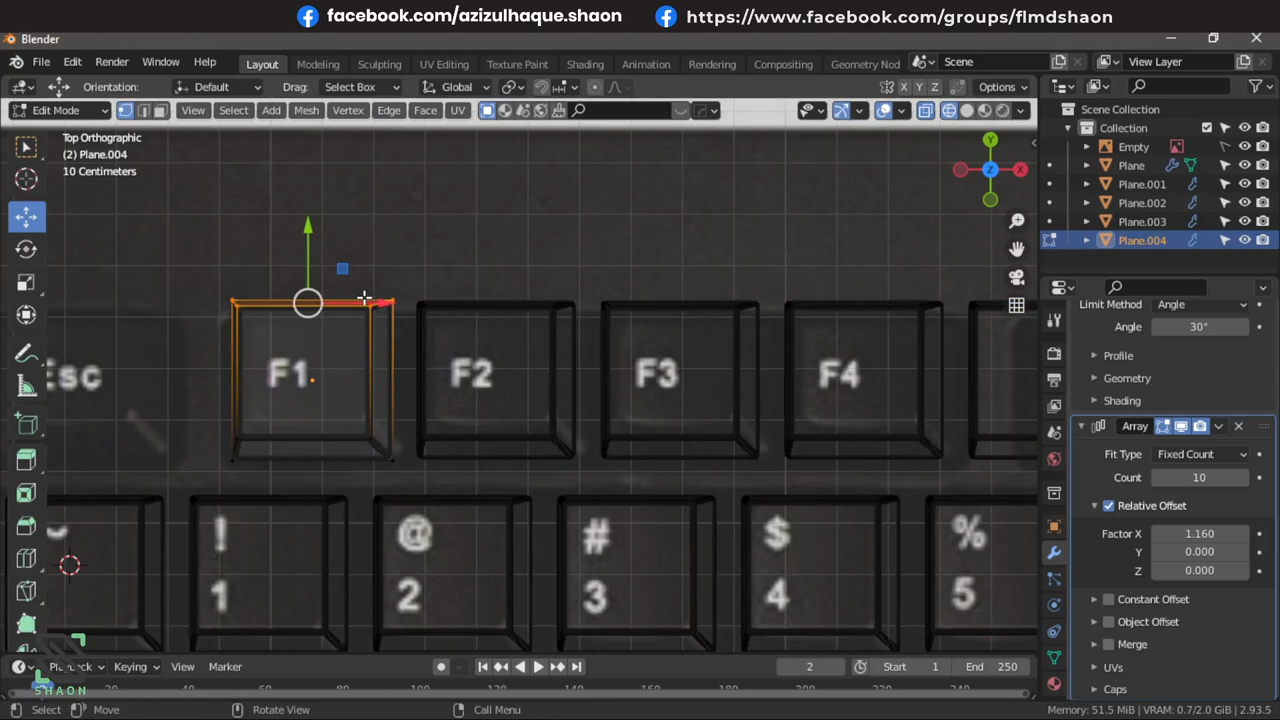 facebook.com/azizulhaque.shaon https://www.facebook.com/groups/flmdshaon
Blender
File Edit Render Window Help Layout Modeling Sculpting UV Editing Texture Paint Shading Animation Rendering Compositing Geometry Nod Scene View Layer
Orientation: Default Drag: Select Box Global X Y Z Options
Edit Mode View Select Add Mesh Vertex Edge Face UV
Scene Collection
Collection
Empty
Plane
Plane.001
Plane.002
Plane.003
Plane.004
Top Orthographic
(2) Plane.004
10 Centimeters
Y
Z X
Esc F1 F2 F3 F4
! @ # $ %
1 2 3 4 5
Limit Method Angle
Angle 30°
Profile
Geometry
Shading
Array
Fit Type Fixed Count
Count 10
Relative Offset
Factor X 1.160
Y 0.000
Z 0.000
Constant Offset
Object Offset
Merge
UVs
Caps
Playback Keying View Marker 2 Start 1 End 250
SHAON
Select Move Rotate View Call Menu Memory: 51.5 MiB | VRAM: 0.7/2.0 GiB | 2.93.5